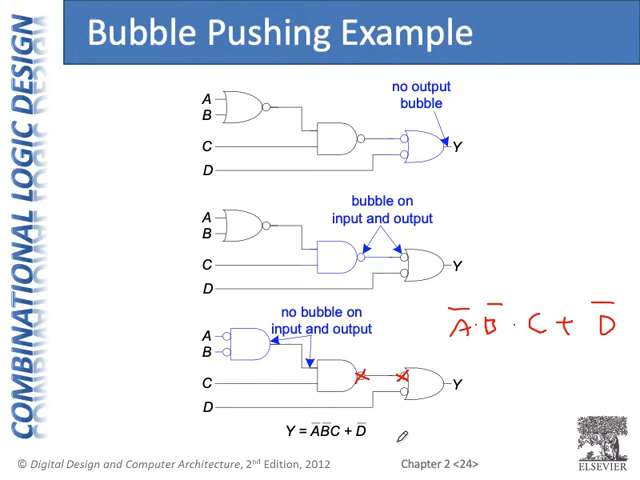 Bubble Pushing Example
COMBINATIONAL LOGIC DESIGN
no output
bubble
A
B
C
D
Y
bubble on
input and output
A
B
C
D
Y
no bubble on
input and output
A
B
C
D
Y
Y = A̅B̅C + D̅
A̅ · B̅ · C + D̅
© Digital Design and Computer Architecture, 2nd Edition, 2012
Chapter 2 <24>
ELSEVIER